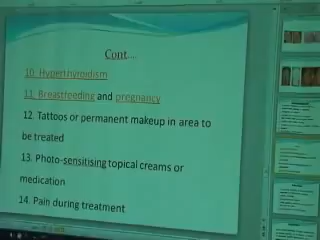 Cont....
10. Hyperthyroidism
11. Breastfeeding and pregnancy
12. Tattoos or permanent makeup in area to
be treated
13. Photo-sensitising topical creams or
medication
14. Pain during treatment